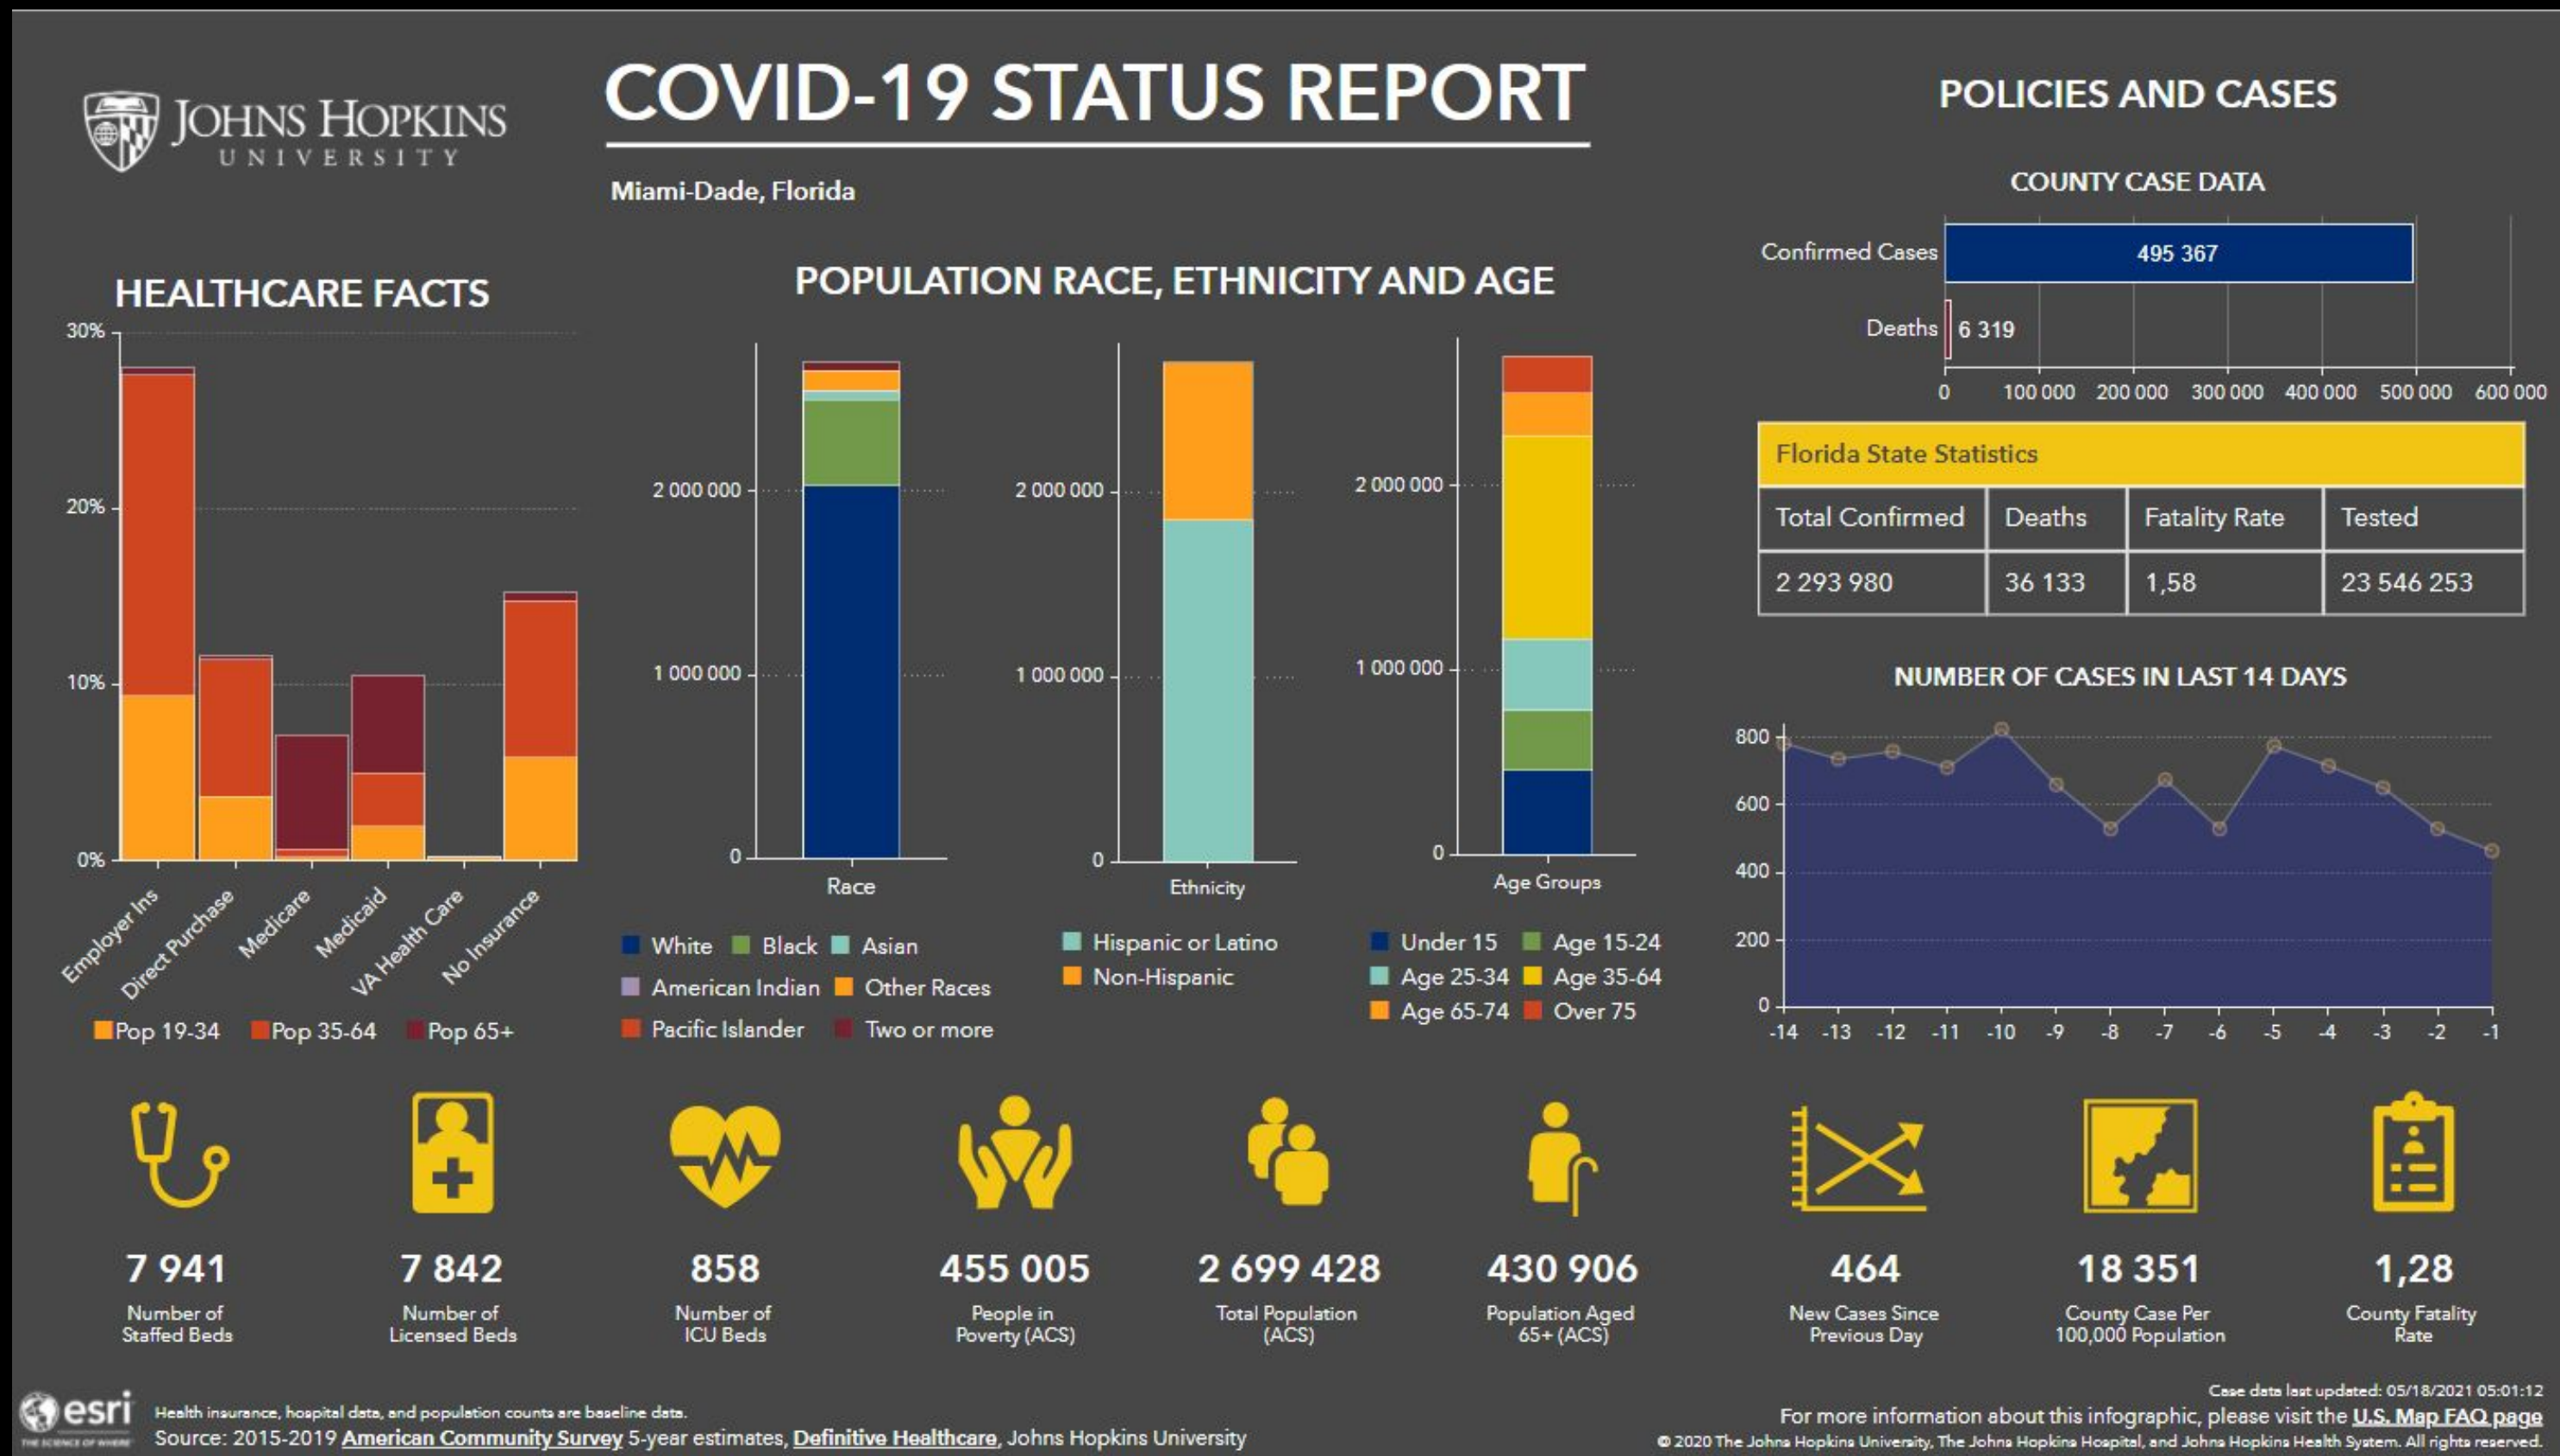 JOHNS HOPKINS
UNIVERSITY
COVID-19 STATUS REPORT
Miami-Dade, Florida
HEALTHCARE FACTS
30%
20%
10%
0%
Employer Ins
Direct Purchase
Medicare
Medicaid
VA Health Care
No Insurance
Pop 19-34 Pop 35-64 Pop 65+
POPULATION RACE, ETHNICITY AND AGE
2 000 000
1 000 000
0
Race
White Black Asian
American Indian Other Races
Pacific Islander Two or more
2 000 000
1 000 000
0
Ethnicity
Hispanic or Latino
Non-Hispanic
2 000 000
1 000 000
0
Age Groups
Under 15 Age 15-24
Age 25-34 Age 35-64
Age 65-74 Over 75
POLICIES AND CASES
COUNTY CASE DATA
Confirmed Cases 495 367
Deaths 6 319
0 100 000 200 000 300 000 400 000 500 000 600 000
Florida State Statistics
Total Confirmed Deaths Fatality Rate Tested
2 293 980 36 133 1,58 23 546 253
NUMBER OF CASES IN LAST 14 DAYS
800
600
400
200
0
-14 -13 -12 -11 -10 -9 -8 -7 -6 -5 -4 -3 -2 -1
7 941
Number of
Staffed Beds
7 842
Number of
Licensed Beds
858
Number of
ICU Beds
455 005
People in
Poverty (ACS)
2 699 428
Total Population
(ACS)
430 906
Population Aged
65+ (ACS)
464
New Cases Since
Previous Day
18 351
County Case Per
100,000 Population
1,28
County Fatality
Rate
esri
THE SCIENCE OF WHERE
Health insurance, hospital data, and population counts are baseline data.
Source: 2015-2019 American Community Survey 5-year estimates, Definitive Healthcare, Johns Hopkins University
Case data last updated: 05/18/2021 05:01:12
For more information about this infographic, please visit the U.S. Map FAQ page
© 2020 The Johns Hopkins University, The Johns Hopkins Hospital, and Johns Hopkins Health System. All rights reserved.